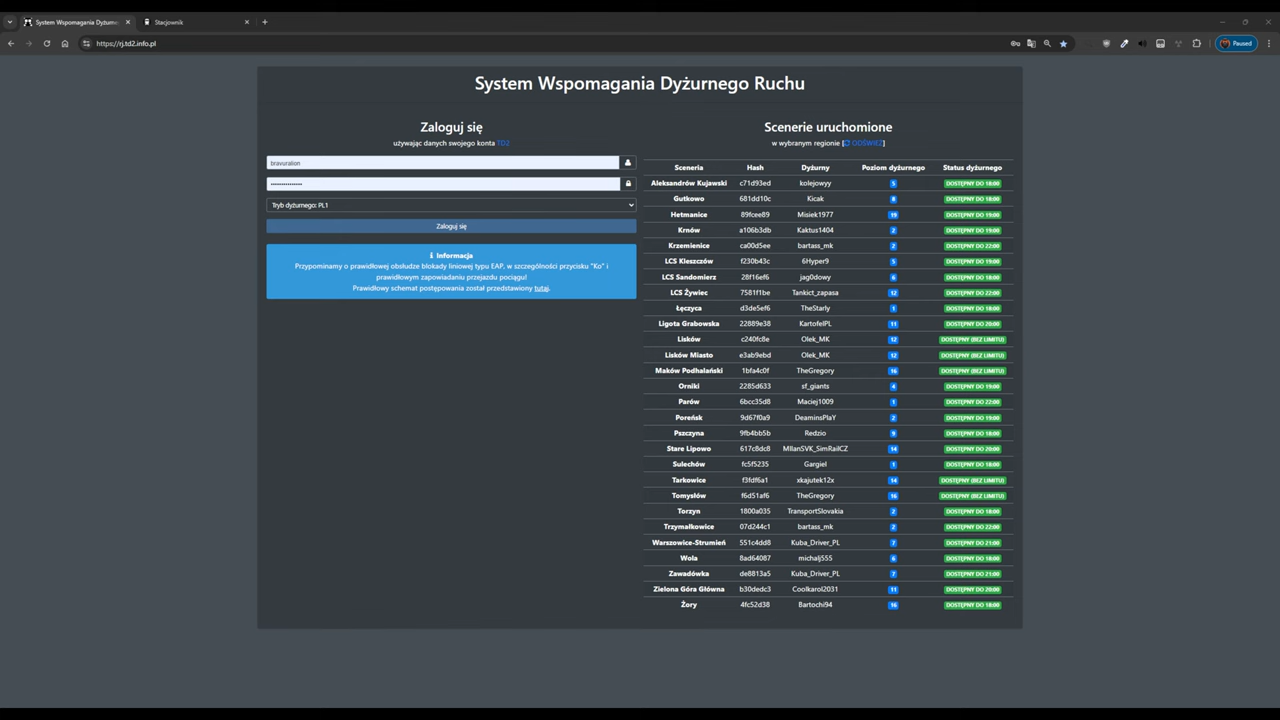 System Wspomagania Dyżurne
Stacjownik
https://rj.td2.info.pl
Paused
System Wspomagania Dyżurnego Ruchu
Zaloguj się
używając danych swojego konta TD2
bravuralion
Tryb dyżurnego: PL1
Zaloguj się
Informacja
Przypominamy o prawidłowej obsłudze blokady liniowej typu EAP, w szczególności przycisku "Ko" i
prawidłowym zapowiadaniu przejazdu pociągu!
Prawidłowy schemat postępowania został przedstawiony tutaj.
Scenerie uruchomione
w wybranym regionie [ ODŚWIEŻ]
Sceneria Hash Dyżurny Poziom dyżurnego Status dyżurnego
Aleksandrów Kujawski c71d93ed kolejowyy 5 DOSTĘPNY DO 18:00
Gutkowo 681dd10c Kicak 8 DOSTĘPNY DO 18:00
Hetmanice 89fcee89 Misiek1977 19 DOSTĘPNY DO 19:00
Krnów a106b3db Kaktus1404 2 DOSTĘPNY DO 19:00
Krzemienice ca00d5ee bartass_mk 2 DOSTĘPNY DO 22:00
LCS Kleszczów f230b43c 6Hyper9 5 DOSTĘPNY DO 19:00
LCS Sandomierz 28f16ef6 jag0dowy 6 DOSTĘPNY DO 18:00
LCS Żywiec 7581f1be Tankict_zapasa 12 DOSTĘPNY DO 22:00
Łęczyca d3de5ef6 TheStarly 1 DOSTĘPNY DO 18:00
Ligota Grabowska 22889e38 KartofelPL 11 DOSTĘPNY DO 20:00
Lisków c240fc8e Olek_MK 12 DOSTĘPNY (BEZ LIMITU)
Lisków Miasto e3ab9ebd Olek_MK 12 DOSTĘPNY (BEZ LIMITU)
Maków Podhalański 1bfa4c0f TheGregory 16 DOSTĘPNY (BEZ LIMITU)
Orniki 2285d633 sf_giants 4 DOSTĘPNY DO 19:00
Parów 6bcc35d8 Maciej1009 1 DOSTĘPNY DO 22:00
Poreńsk 9d67f0a9 DeaminsPlaY 2 DOSTĘPNY DO 19:00
Pszczyna 9fb4bb5b Redzio 9 DOSTĘPNY DO 18:00
Stare Lipowo 617c8dc8 MIlanSVK_SimRailCZ 14 DOSTĘPNY DO 20:00
Sulechów fc5f5235 Gargiel 1 DOSTĘPNY DO 18:00
Tarkowice f3fdf6a1 xkajutek12x 14 DOSTĘPNY (BEZ LIMITU)
Tomysłów f6d51af6 TheGregory 16 DOSTĘPNY (BEZ LIMITU)
Torzyn 1800a035 TransportSlovakia 2 DOSTĘPNY DO 18:00
Trzymałkowice 07d244c1 bartass_mk 2 DOSTĘPNY DO 22:00
Warszowice-Strumień 551c4dd8 Kuba_Driver_PL 7 DOSTĘPNY DO 21:00
Wola 8ad64087 michalj555 6 DOSTĘPNY DO 18:00
Zawadówka de8813a5 Kuba_Driver_PL 7 DOSTĘPNY DO 21:00
Zielona Góra Główna b30dedc3 Coolkarol2031 11 DOSTĘPNY DO 20:00
Żory 4fc52d38 Bartochi94 16 DOSTĘPNY DO 18:00